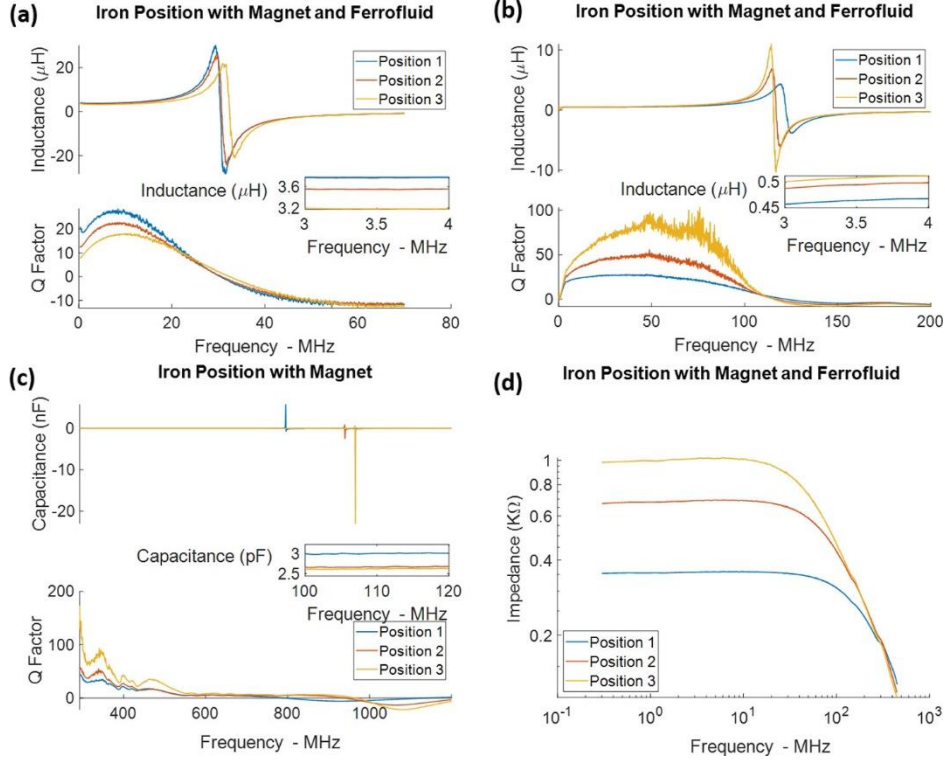 (a)
Iron Position with Magnet and Ferrofluid
Inductance (μH)
20
0
-20
Position 1
Position 2
Position 3
Inductance (μH)
3.6
3.2
3
3.5
4
Frequency - MHz
Q Factor
20
10
0
-10
0
20
40
60
80
Frequency - MHz
(b)
Iron Position with Magnet and Ferrofluid
Inductance (μH)
10
0
-10
Position 1
Position 2
Position 3
Inductance (μH)
0.5
0.45
3
3.5
4
Frequency - MHz
Q Factor
100
50
0
0
50
100
150
200
Frequency - MHz
(c)
Iron Position with Magnet
Capacitance (nF)
0
-10
-20
Capacitance (pF)
3
2.5
100
110
120
Frequency - MHz
Q Factor
200
100
0
Position 1
Position 2
Position 3
400
600
800
1000
Frequency - MHz
(d)
Iron Position with Magnet and Ferrofluid
Impedance (KΩ)
1
0.8
0.6
0.4
0.2
Position 1
Position 2
Position 3
10⁻¹
10⁰
10¹
10²
10³
Frequency - MHz